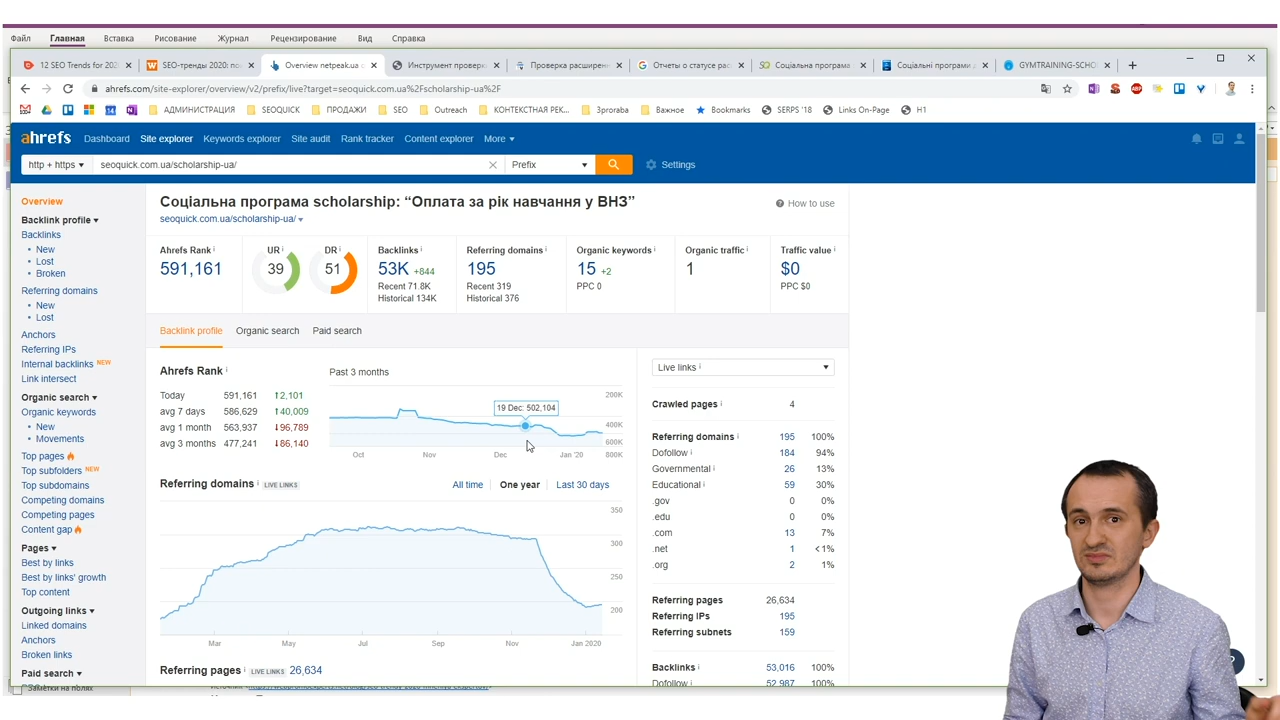 Файл Главная Вставка Рисование Журнал Рецензирование Вид Справка
12 SEO Trends for 202 SEO-тренды 2020: по Overview netpeak.ua Инструмент проверк Проверка расширен Отчеты о статусе рас Соціальна програма Соціальні програми GYMTRAINING-SCHO
ahrefs.com/site-explorer/overview/v2/prefix/live?target=seoquick.com.ua%2Fscholarship-ua%2F
АДМИНИСТРАЦИЯ SEOQUICK ПРОДАЖИ SEO Outreach КОНТЕКСТНАЯ РЕК... Зproraba Важное Bookmarks SERPS '18 Links On-Page H1
ahrefs Dashboard Site explorer Keywords explorer Site audit Rank tracker Content explorer More
http + https seoquick.com.ua/scholarship-ua/ Prefix Settings
Overview
Backlink profile
Backlinks
New
Lost
Broken
Referring domains
New
Lost
Anchors
Referring IPs
Internal backlinks NEW
Link intersect
Organic search
Organic keywords
New
Movements
Top pages
Top subfolders NEW
Top subdomains
Competing domains
Competing pages
Content gap
Pages
Best by links
Best by links' growth
Top content
Outgoing links
Linked domains
Anchors
Broken links
Paid search
Соціальна програма scholarship: “Оплата за рік навчання у ВНЗ”
How to use
seoquick.com.ua/scholarship-ua/
Ahrefs Rank UR DR Backlinks Referring domains Organic keywords Organic traffic Traffic value
591,161 39 51 53K +844 195 15 +2 1 $0
Recent 71.8K Recent 319 PPC 0 PPC $0
Historical 134K Historical 376
Backlink profile Organic search Paid search
Ahrefs Rank Past 3 months
Today 591,161 2,101
avg 7 days 586,629 40,009
avg 1 month 563,937 96,789
avg 3 months 477,241 86,140
19 Dec: 502,104
200K
400K
600K
800K
Oct Nov Dec Jan '20
Referring domains LIVE LINKS All time One year Last 30 days
350
300
250
200
Mar May Jul Sep Nov Jan 2020
Referring pages LIVE LINKS 26,634
Live links
Crawled pages 4
Referring domains 195 100%
Dofollow 184 94%
Governmental 26 13%
Educational 59 30%
.gov 0 0%
.edu 0 0%
.com 13 7%
.net 1 <1%
.org 2 1%
Referring pages 26,634
Referring IPs 195
Referring subnets 159
Backlinks 53,016 100%
Dofollow 52,987 100%
Заметки на полях